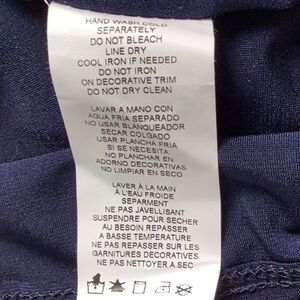 HAND WASH COLD
SEPARATELY
DO NOT BLEACH
LINE DRY
COOL IRON IF NEEDED
DO NOT IRON
ON DECORATIVE TRIM
DO NOT DRY CLEAN
LAVAR A MANO CON
AGUA FRIA SEPARADO
NO USAR BLANQUEADOR
SECAR COLGADO
USAR PLANCHA FRIA
SI SE NECESITA
NO PLANCHAR EN
ADORNO DECORATIVAS
NO LIMPIAR EN SECO
LAVER À LA MAIN
À L'EAU FROIDE
SEPARMENT
NE PAS JAVELLISANT
SUSPENDRE POUR SECHER
AU BESOIN REPASSER
A BASSE TEMPERATURE
NE PAS REPASSER SUR LES
GARNITURES DECORATIVES
NE PAS NETTOYER A SEC